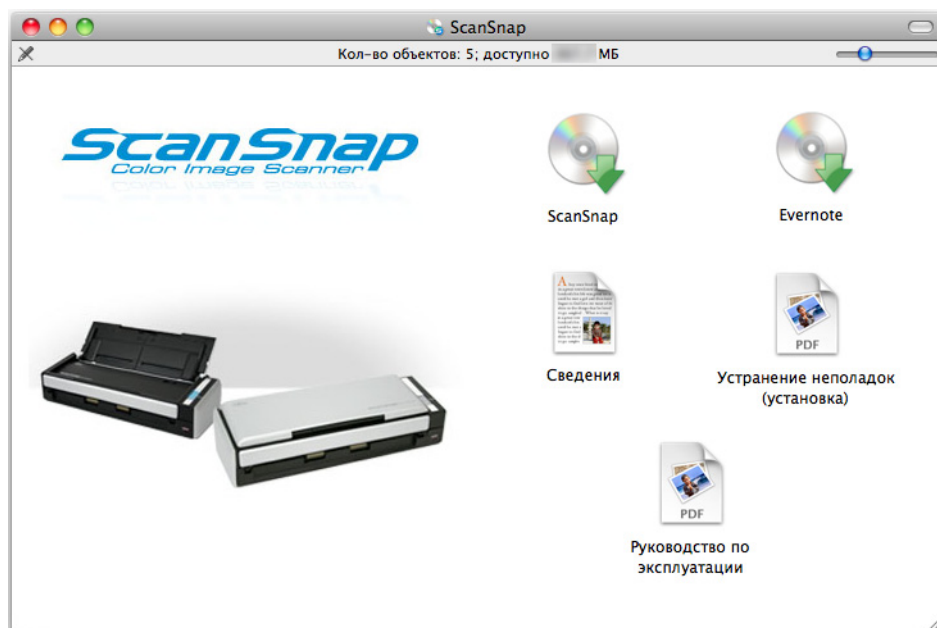 ScanSnap
Кол-во объектов: 5; доступно МБ
ScanSnap
Color Image Scanner
ScanSnap
Evernote
Сведения
PDF
Устранение неполадок
(установка)
PDF
Руководство по
эксплуатации